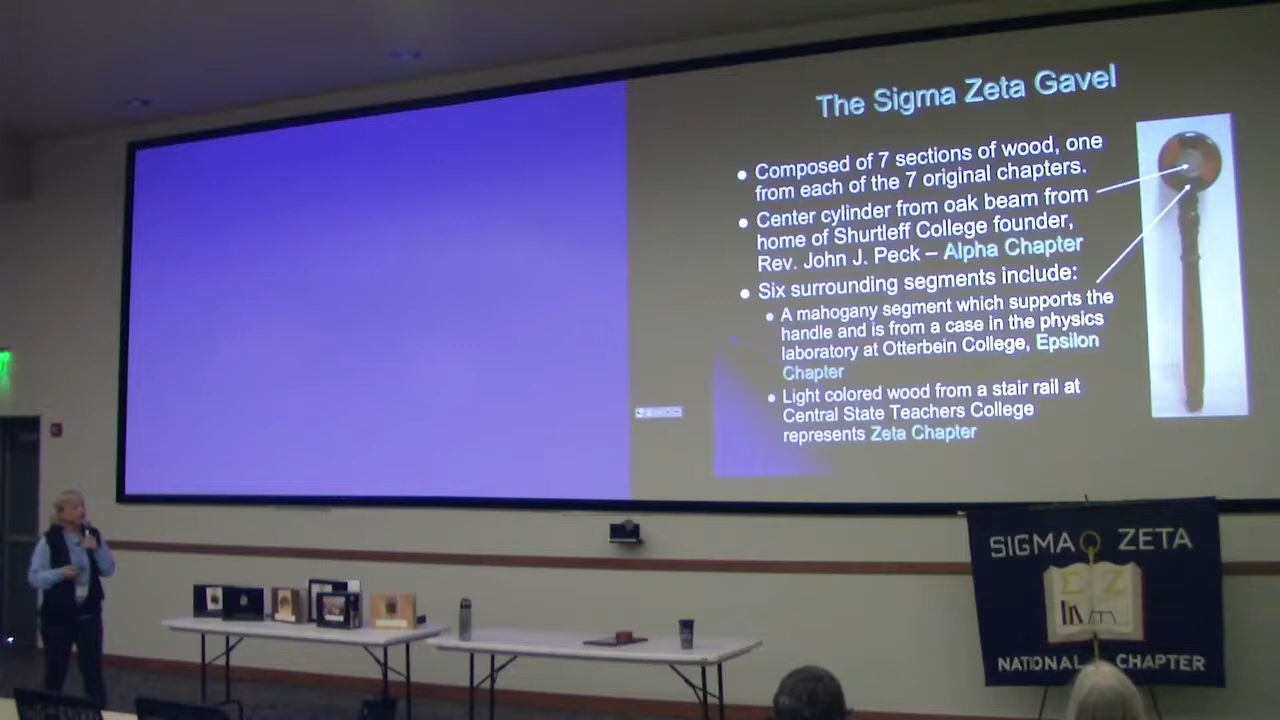 The Sigma Zeta Gavel
Composed of 7 sections of wood, one
from each of the 7 original chapters.
Center cylinder from oak beam from
home of Shurtleff College founder,
Rev. John J. Peck – Alpha Chapter
Six surrounding segments include:
A mahogany segment which supports the
handle and is from a case in the physics
laboratory at Otterbein College, Epsilon
Chapter
Light colored wood from a stair rail at
Central State Teachers College
represents Zeta Chapter
SIGMA ZETA
Σ Z
NATIONAL CHAPTER